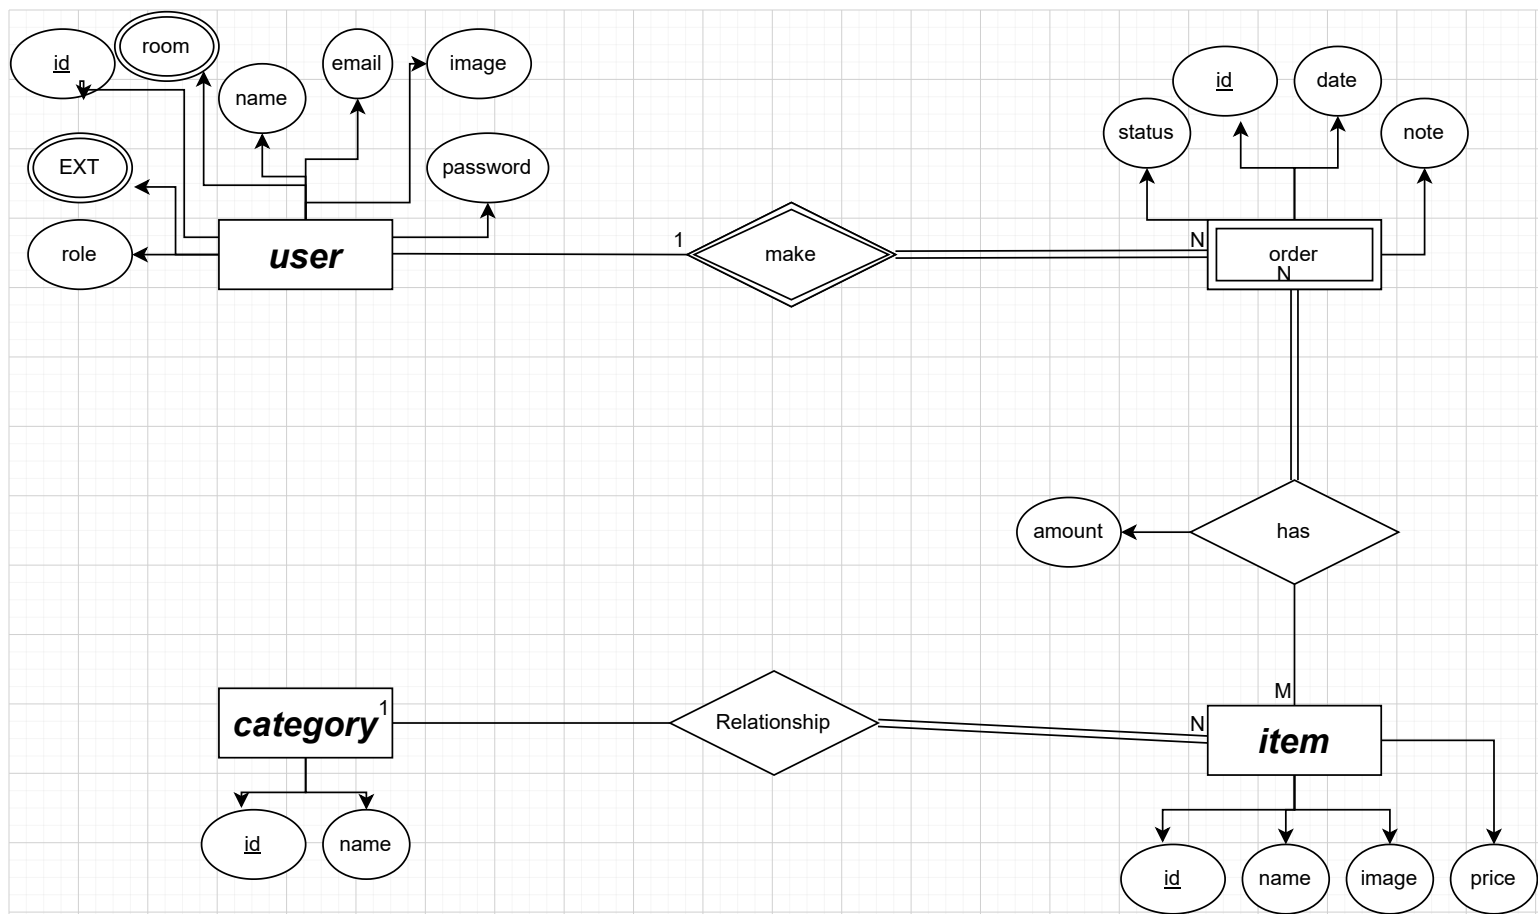 id
room
name
email
image
EXT
password
role
user
1
make
N
status
id
date
note
order
N
amount
has
M
category
1
Relationship
N
item
id
name
id
name
image
price